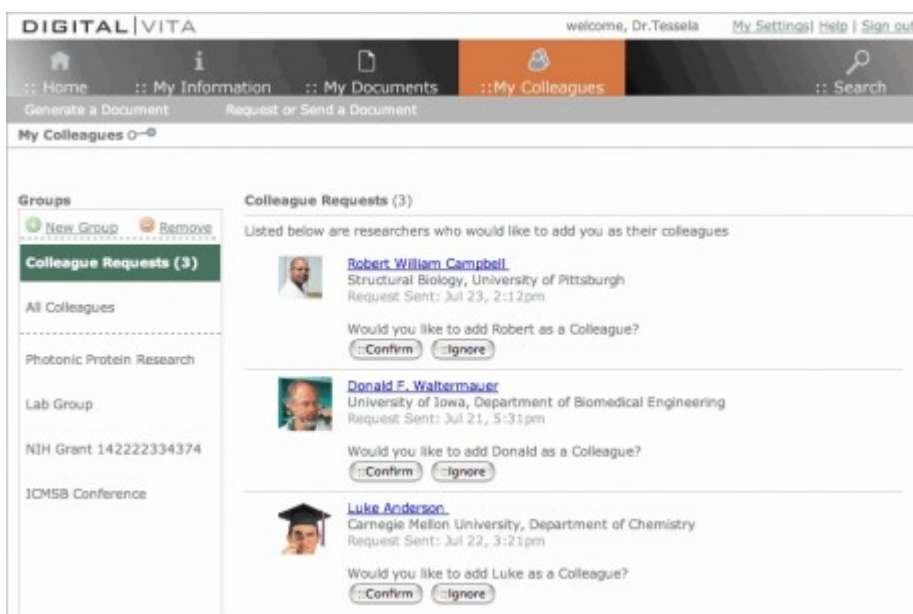 DIGITAL|VITA
welcome, Dr.Tessela My Settings| Help | Sign out
:: Home :: My Information :: My Documents ::My Colleagues :: Search
Generate a Document Request or Send a Document
My Colleagues
Groups
New Group Remove
Colleague Requests (3)
All Colleagues
Photonic Protein Research
Lab Group
NIH Grant 142222334374
ICMSB Conference
Colleague Requests (3)
Listed below are researchers who would like to add you as their colleagues
Robert William Campbell
Structural Biology, University of Pittsburgh
Request Sent: Jul 23, 2:12pm
Would you like to add Robert as a Colleague?
::Confirm ::Ignore
Donald F. Waltermauer
University of Iowa, Department of Biomedical Engineering
Request Sent: Jul 21, 5:31pm
Would you like to add Donald as a Colleague?
::Confirm ::Ignore
Luke Anderson
Carnegie Mellon University, Department of Chemistry
Request Sent: Jul 22, 3:21pm
Would you like to add Luke as a Colleague?
::Confirm ::Ignore